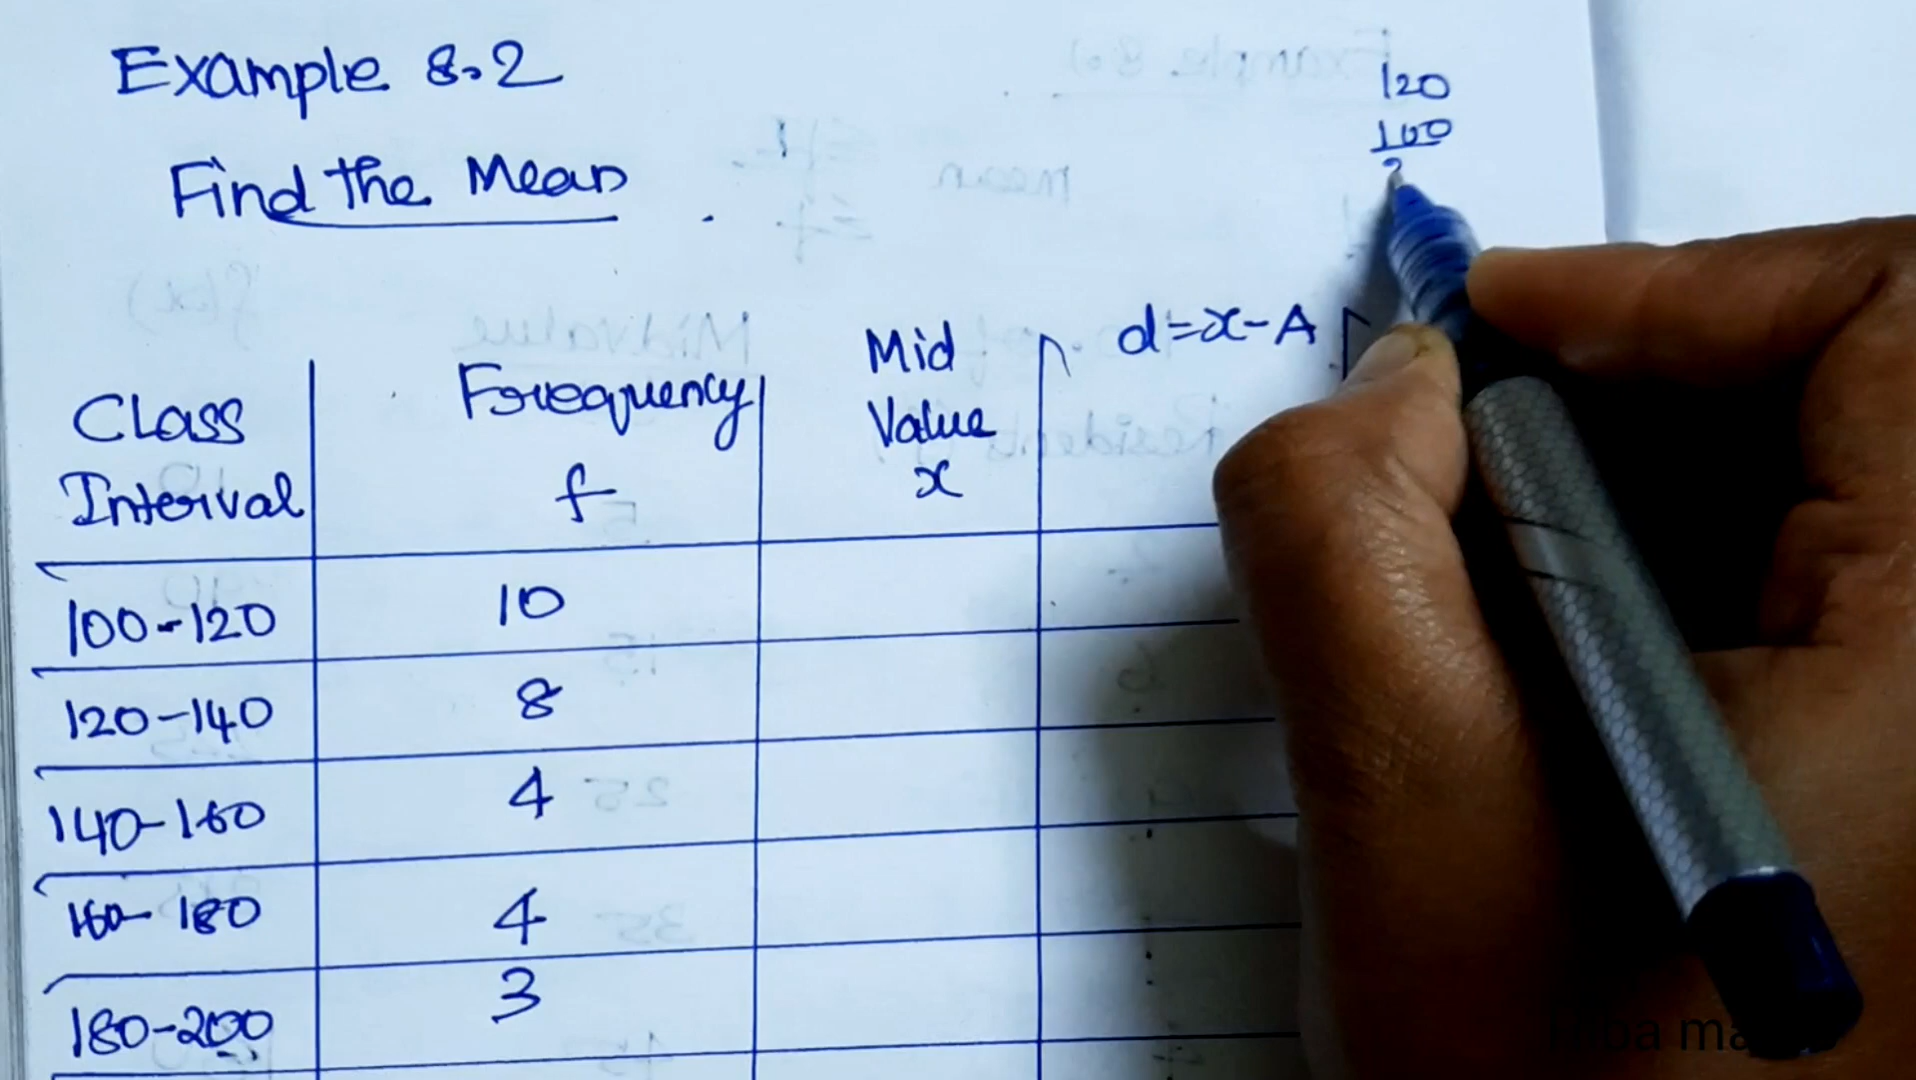 Example 8.2
Find the Mean
120
100
Class Interval
Frequency f
Mid Value x
d=x-A
100-120 10
120-140 8
140-160 4
160-180 4
180-200 3